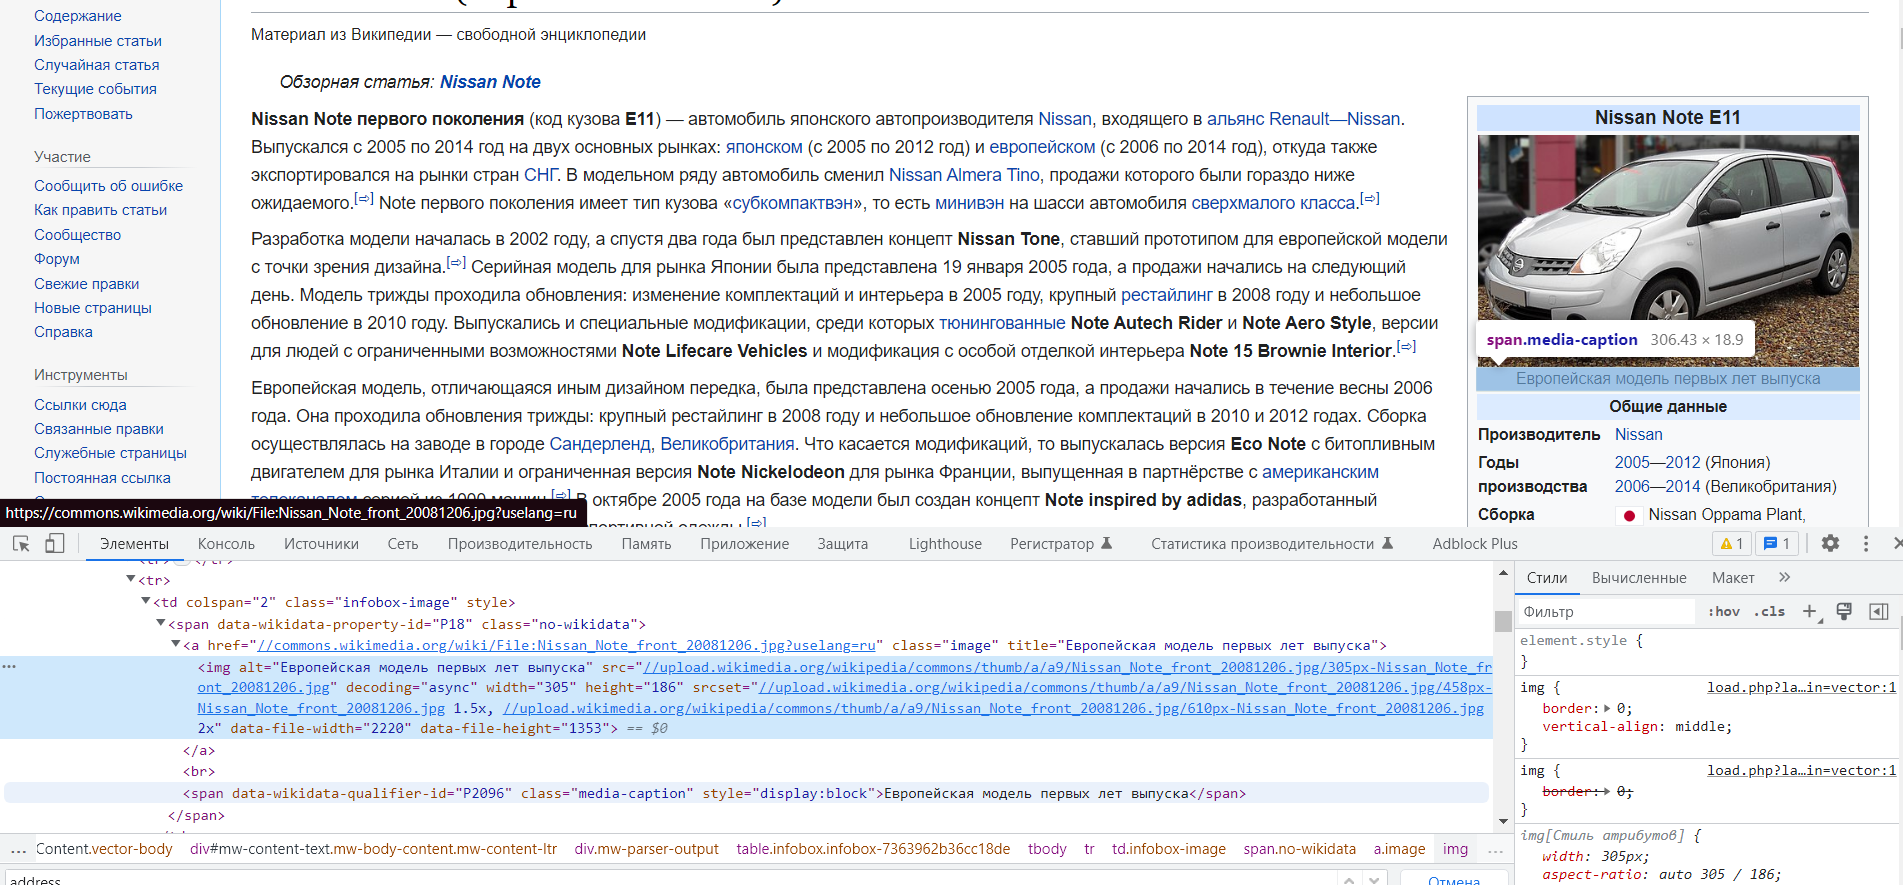 Содержание
Избранные статьи
Случайная статья
Текущие события
Пожертвовать
Участие
Сообщить об ошибке
Как править статьи
Сообщество
Форум
Свежие правки
Новые страницы
Справка
Инструменты
Ссылки сюда
Связанные правки
Служебные страницы
Постоянная ссылка
Материал из Википедии — свободной энциклопедии
Обзорная статья: Nissan Note
Nissan Note первого поколения (код кузова E11) — автомобиль японского автопроизводителя Nissan, входящего в альянс Renault—Nissan.
Выпускался с 2005 по 2014 год на двух основных рынках: японском (с 2005 по 2012 год) и европейском (с 2006 по 2014 год), откуда также
экспортировался на рынки стран СНГ. В модельном ряду автомобиль сменил Nissan Almera Tino, продажи которого были гораздо ниже
ожидаемого.[⇨] Note первого поколения имеет тип кузова «субкомпактвэн», то есть минивэн на шасси автомобиля сверхмалого класса.[⇨]
Разработка модели началась в 2002 году, а спустя два года был представлен концепт Nissan Tone, ставший прототипом для европейской модели
с точки зрения дизайна.[⇨] Серийная модель для рынка Японии была представлена 19 января 2005 года, а продажи начались на следующий
день. Модель трижды проходила обновления: изменение комплектаций и интерьера в 2005 году, крупный рестайлинг в 2008 году и небольшое
обновление в 2010 году. Выпускались и специальные модификации, среди которых тюнингованные Note Autech Rider и Note Aero Style, версии
для людей с ограниченными возможностями Note Lifecare Vehicles и модификация с особой отделкой интерьера Note 15 Brownie Interior.[⇨]
Европейская модель, отличающаяся иным дизайном передка, была представлена осенью 2005 года, а продажи начались в течение весны 2006
года. Она проходила обновления трижды: крупный рестайлинг в 2008 году и небольшое обновление комплектаций в 2010 и 2012 годах. Сборка
осуществлялась на заводе в городе Сандерленд, Великобритания. Что касается модификаций, то выпускалась версия Eco Note с битопливным
двигателем для рынка Италии и ограниченная версия Note Nickelodeon для рынка Франции, выпущенная в партнёрстве с американским
телеканалом серией из 1000 машин.[⇨] В октябре 2005 года на базе модели был создан концепт Note inspired by adidas, разработанный
[⇨]
Nissan Note E11
span.media-caption 306.43 × 18.9
Европейская модель первых лет выпуска
Общие данные
Производитель Nissan
Годы 2005—2012 (Япония)
производства 2006—2014 (Великобритания)
Сборка Nissan Oppama Plant,
https://commons.wikimedia.org/wiki/File:Nissan_Note_front_20081206.jpg?uselang=ru
Элементы Консоль Источники Сеть Производительность Память Приложение Защита Lighthouse Регистратор Статистика производительности Adblock Plus 1 1
<tr>
<td colspan="2" class="infobox-image" style>
<span data-wikidata-property-id="P18" class="no-wikidata">
<a href="//commons.wikimedia.org/wiki/File:Nissan_Note_front_20081206.jpg?uselang=ru" class="image" title="Европейская модель первых лет выпуска">
<img alt="Европейская модель первых лет выпуска" src="//upload.wikimedia.org/wikipedia/commons/thumb/a/a9/Nissan_Note_front_20081206.jpg/305px-Nissan_Note_fr
ont_20081206.jpg" decoding="async" width="305" height="186" srcset="//upload.wikimedia.org/wikipedia/commons/thumb/a/a9/Nissan_Note_front_20081206.jpg/458px-
Nissan_Note_front_20081206.jpg 1.5x, //upload.wikimedia.org/wikipedia/commons/thumb/a/a9/Nissan_Note_front_20081206.jpg/610px-Nissan_Note_front_20081206.jpg
2x" data-file-width="2220" data-file-height="1353"> == $0
</a>
<br>
<span data-wikidata-qualifier-id="P2096" class="media-caption" style="display:block">Европейская модель первых лет выпуска</span>
</span>
... Content.vector-body div#mw-content-text.mw-body-content.mw-content-ltr div.mw-parser-output table.infobox.infobox-7363962b36cc18de tbody tr td.infobox-image span.no-wikidata a.image img ...
address
Отмена
Стили Вычисленные Макет »
Фильтр :hov .cls +
element.style {
}
img { load.php?la…in=vector:1
border: 0;
vertical-align: middle;
}
img { load.php?la…in=vector:1
border: 0;
}
img[Стиль атрибутов] {
width: 305px;
aspect-ratio: auto 305 / 186;